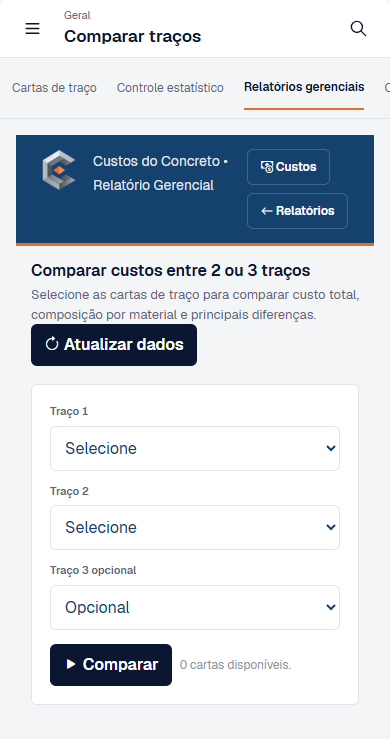 Geral
Comparar traços
Cartas de traço
Controle estatístico
Relatórios gerenciais
Custos do Concreto •
Relatório Gerencial
Custos
← Relatórios
Comparar custos entre 2 ou 3 traços
Selecione as cartas de traço para comparar custo total,
composição por material e principais diferenças.
Atualizar dados
Traço 1
Selecione
Traço 2
Selecione
Traço 3 opcional
Opcional
Comparar
0 cartas disponíveis.